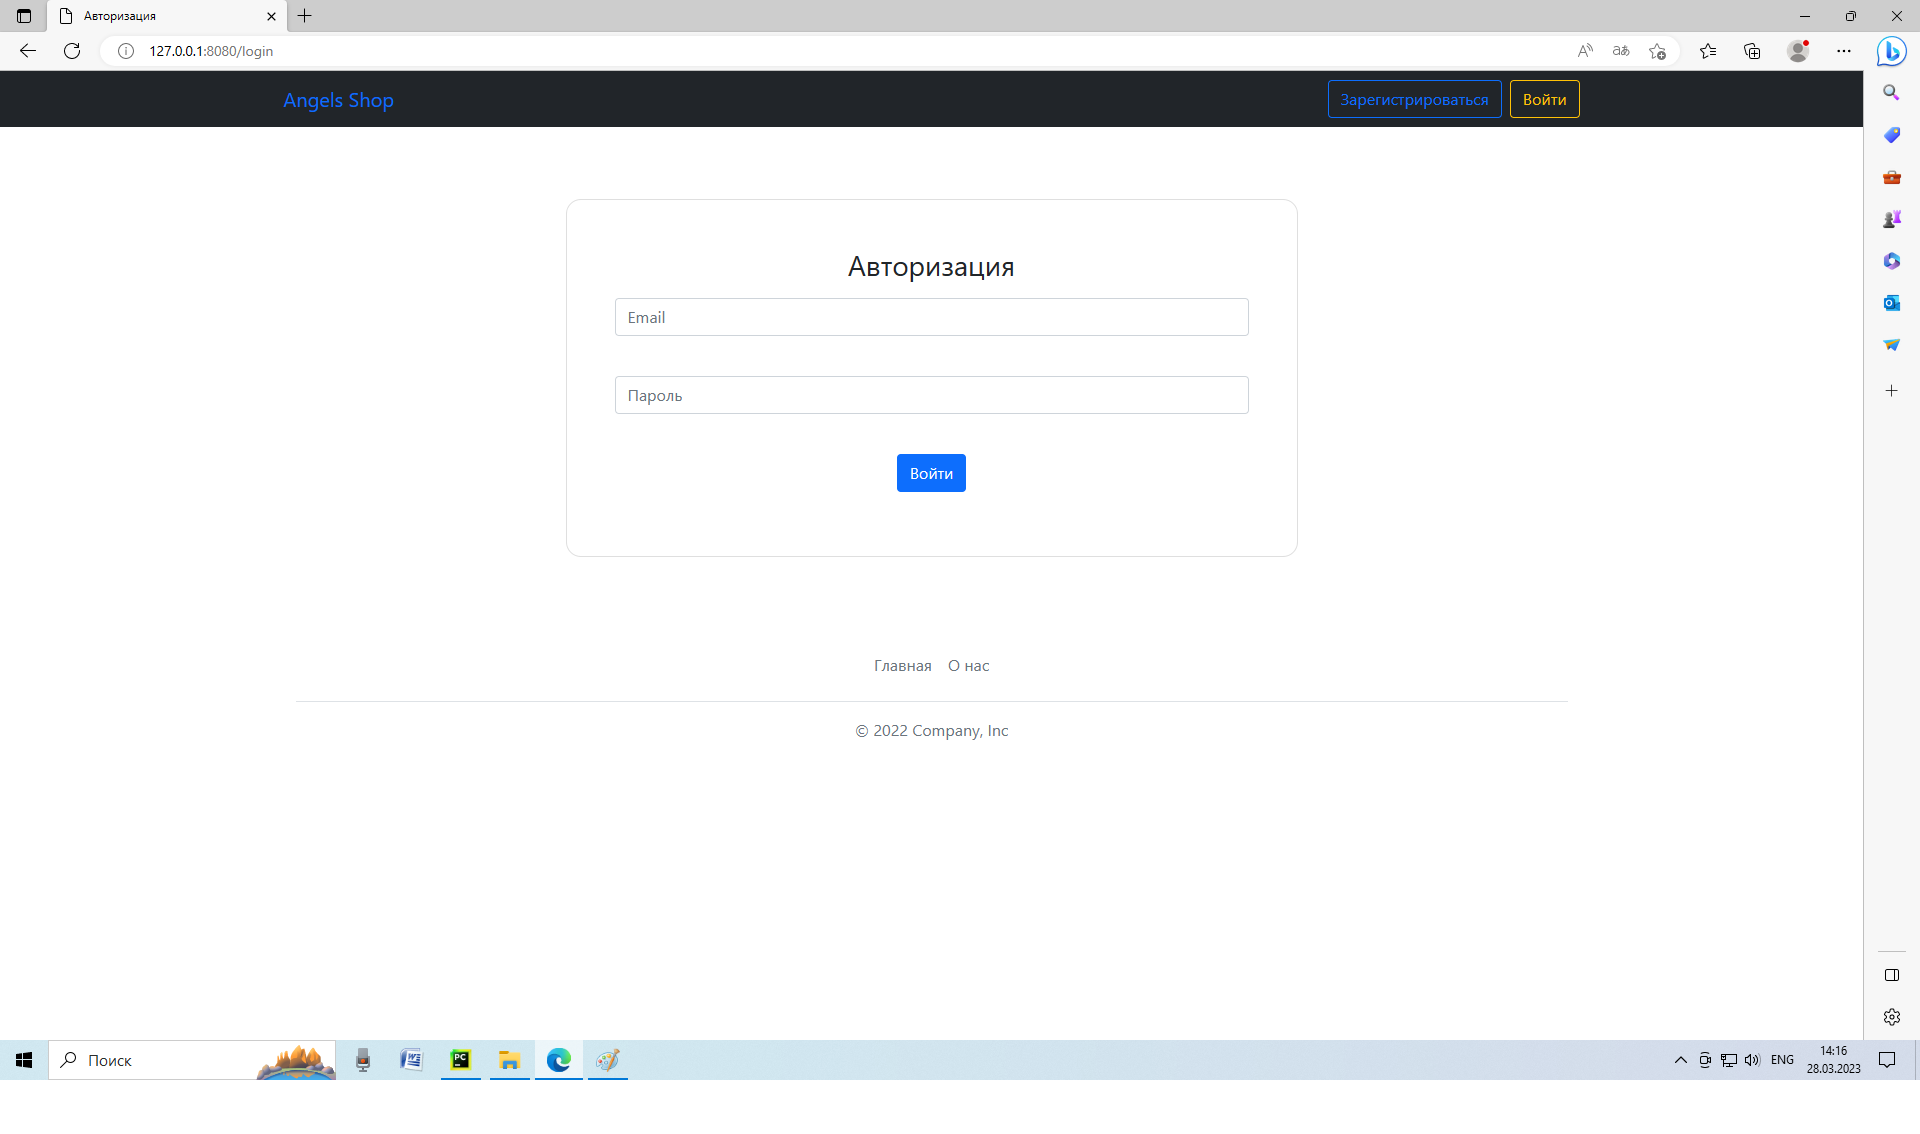 Авторизация
127.0.0.1:8080/login
Angels Shop
Зарегистрироваться
Войти
Авторизация
Email
Пароль
Войти
Главная О нас
© 2022 Company, Inc
Поиск
PC
ENG
14:16
28.03.2023